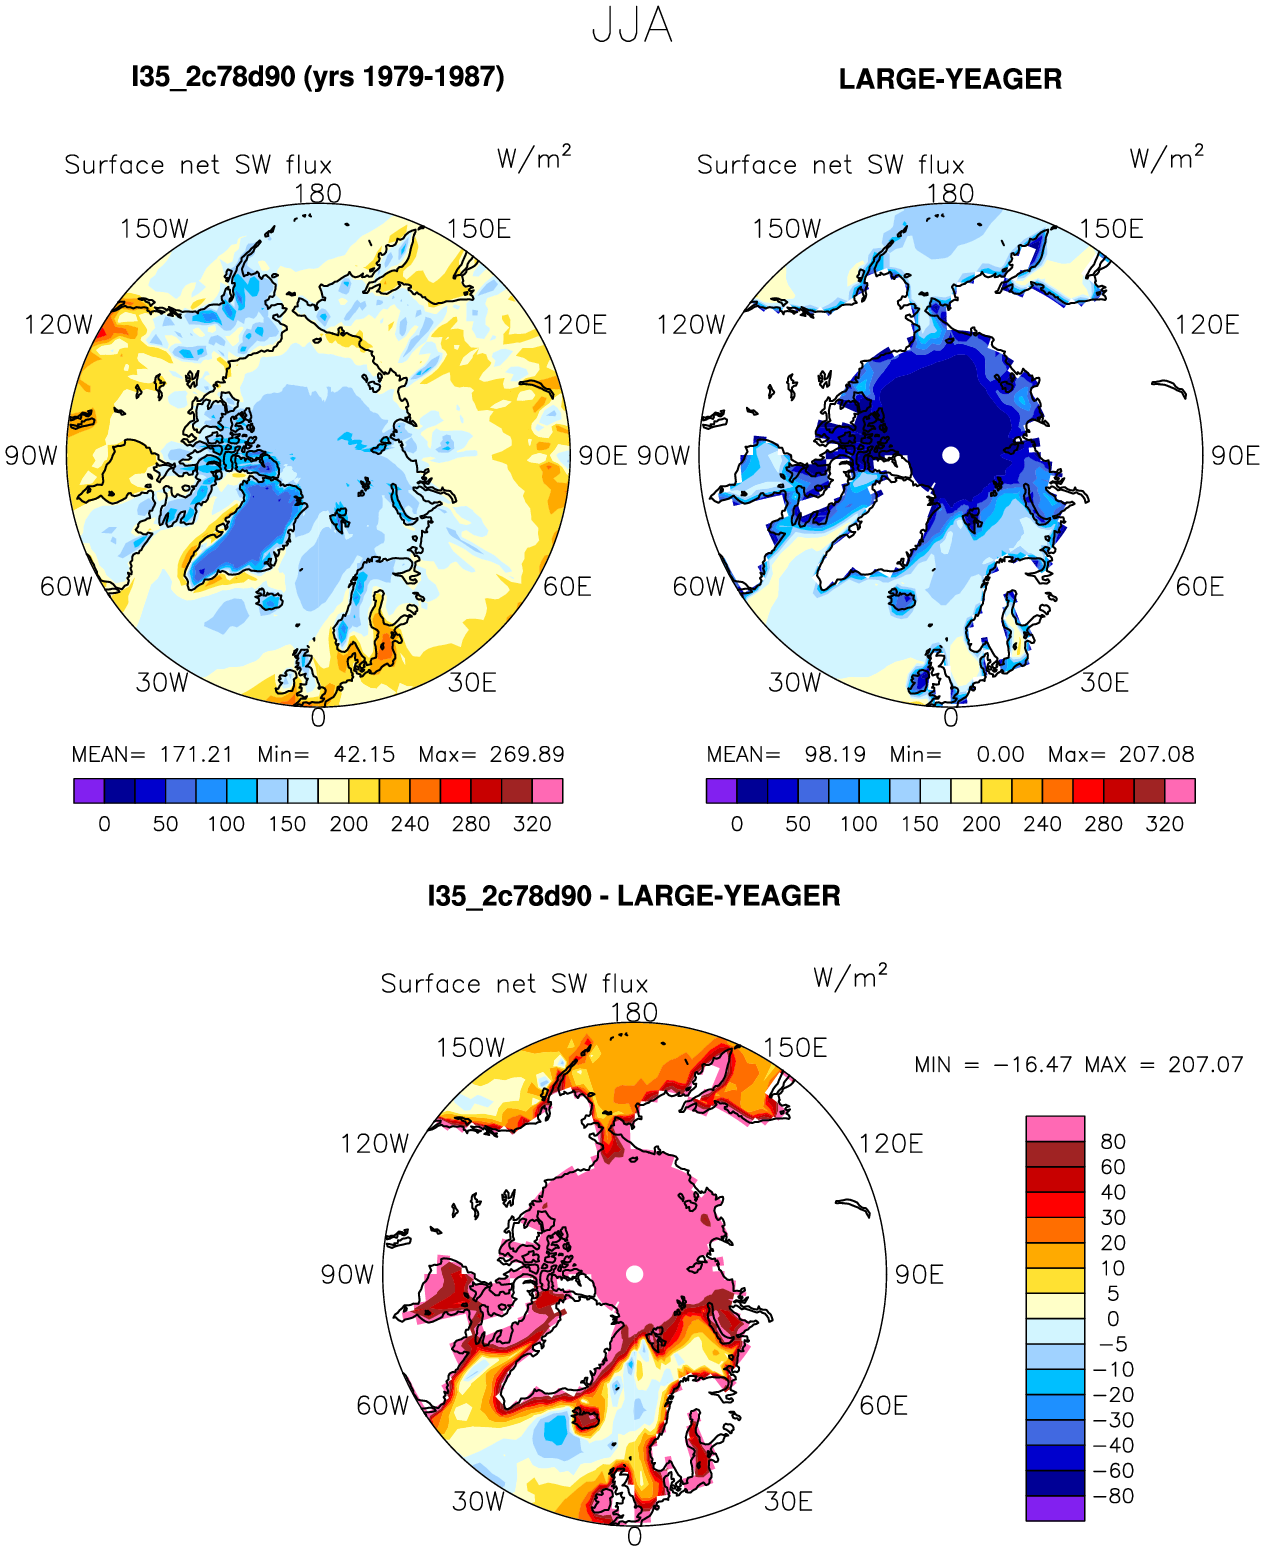 JJA
I35_2c78d90 (yrs 1979-1987)
LARGE-YEAGER
Surface net SW flux W/m²
180
150W 150E
120W 120E
90W 90E
60W 60E
30W 30E
0
MEAN= 171.21 Min= 42.15 Max= 269.89
0 50 100 150 200 240 280 320
Surface net SW flux W/m²
180
150W 150E
120W 120E
90W 90E
60W 60E
30W 30E
0
MEAN= 98.19 Min= 0.00 Max= 207.08
0 50 100 150 200 240 280 320
I35_2c78d90 - LARGE-YEAGER
Surface net SW flux W/m²
180
150W 150E
120W 120E
90W 90E
60W 60E
30W 30E
0
MIN = −16.47 MAX = 207.07
80
60
40
30
20
10
5
0
−5
−10
−20
−30
−40
−60
−80